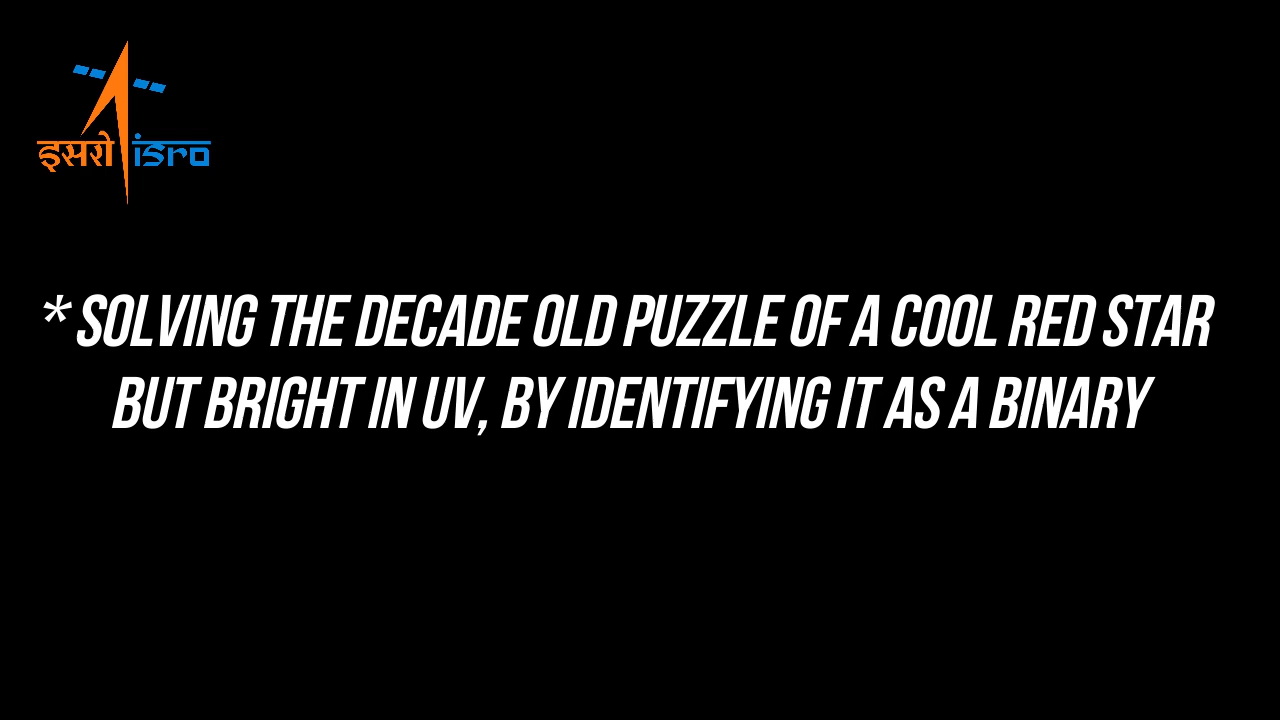 इसरो isro
* SOLVING THE DECADE OLD PUZZLE OF A COOL RED STAR
BUT BRIGHT IN UV, BY IDENTIFYING IT AS A BINARY